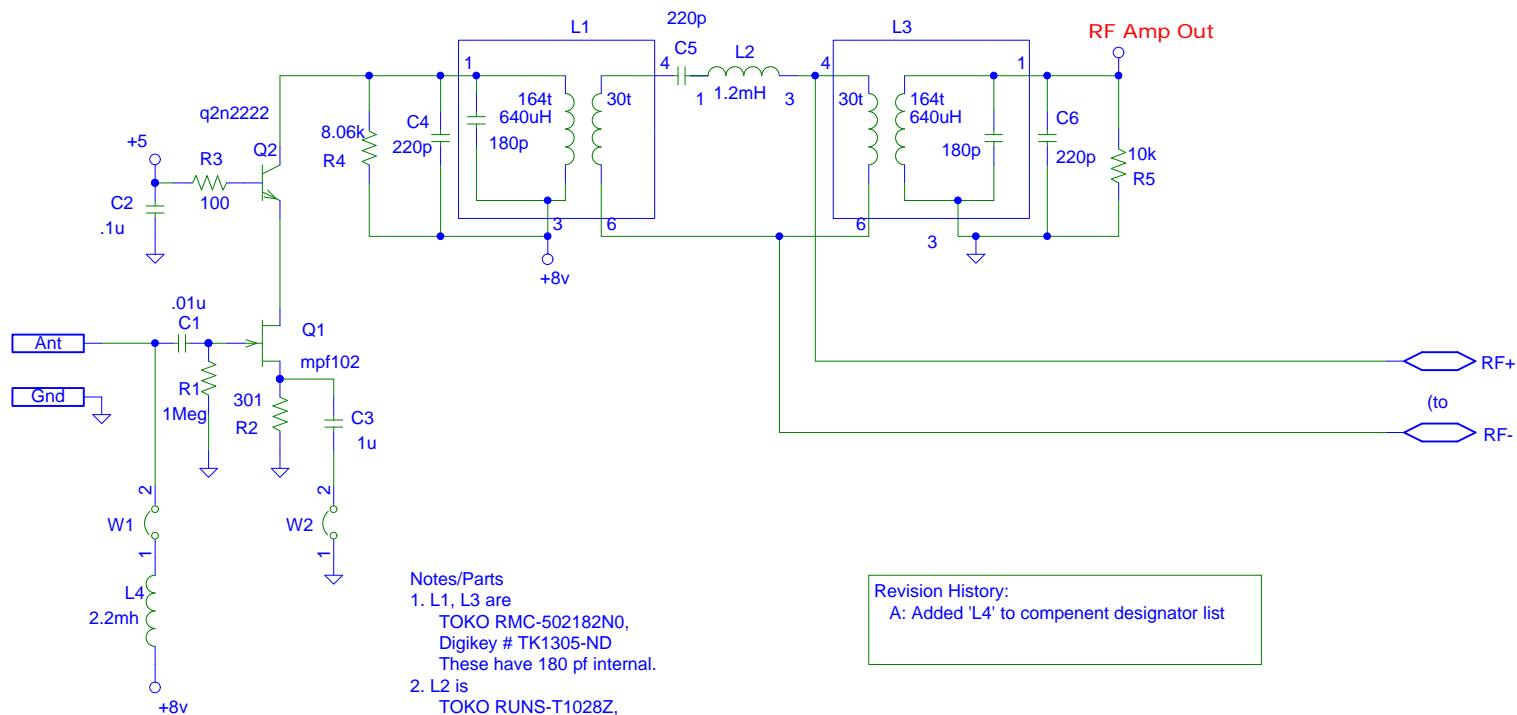 220p
L1
C5
L2
L3
RF Amp Out
1
4
1
1.2mH
3
4
1
164t
640uH
180p
30t
30t
164t
640uH
180p
q2n2222
8.06k
R4
C4
220p
C6
220p
10k
R5
+5
Q2
R3
100
C2
.1u
3
6
6
3
+8v
.01u
C1
Ant
Q1
mpf102
RF+
Gnd
R1
1Meg
301
R2
C3
1u
(to
RF-
2
W1
1
2
W2
1
L4
2.2mh
+8v
Notes/Parts
1. L1, L3 are
TOKO RMC-502182N0,
Digikey # TK1305-ND
These have 180 pf internal.
2. L2 is
TOKO RUNS-T1028Z,
Revision History:
A: Added 'L4' to compenent designator list